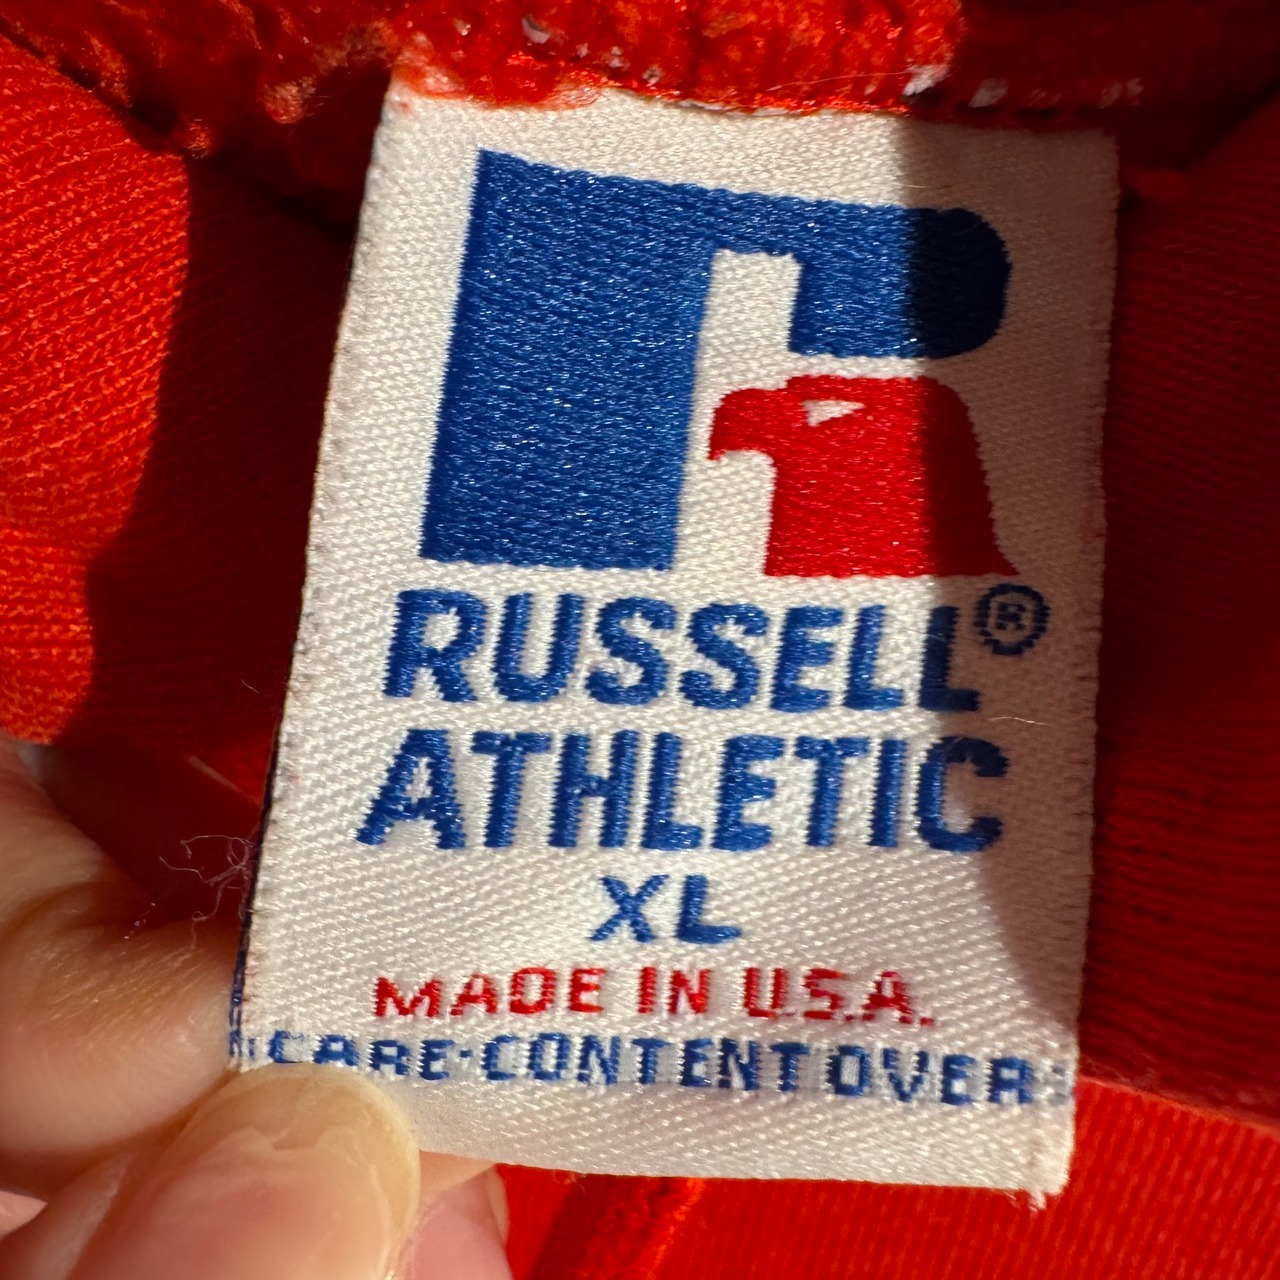 RUSSELL®
ATHLETIC
XL
MADE IN U.S.A.
CARE·CONTENT OVER